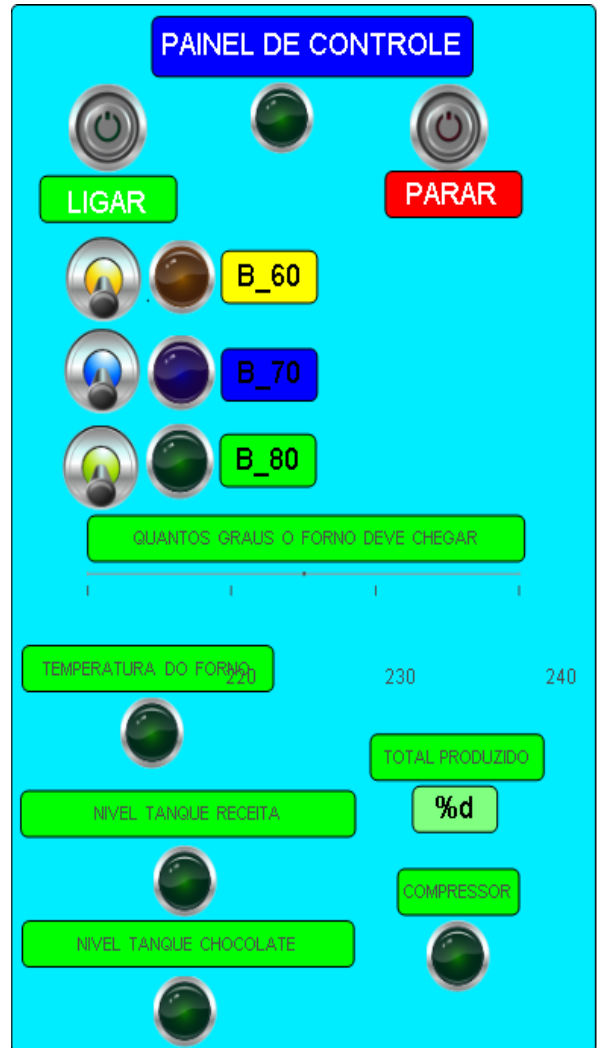 PAINEL DE CONTROLE
LIGAR
PARAR
B_60
B_70
B_80
QUANTOS GRAUS O FORNO DEVE CHEGAR
TEMPERATURA DO FORNO
220 230 240
TOTAL PRODUZIDO
%d
NIVEL TANQUE RECEITA
COMPRESSOR
NIVEL TANQUE CHOCOLATE